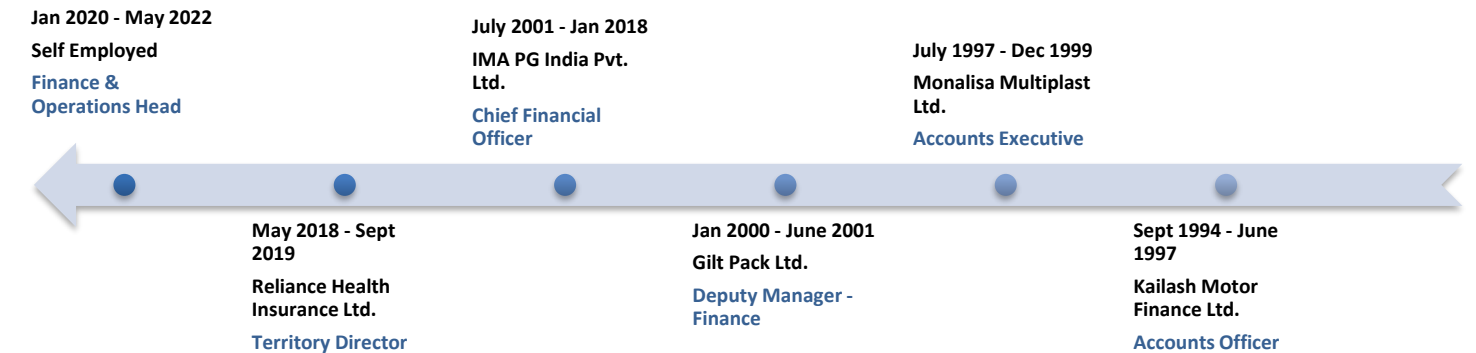 Jan 2020 - May 2022
Self Employed
Finance &
Operations Head
May 2018 - Sept
2019
Reliance Health
Insurance Ltd.
Territory Director
July 2001 - Jan 2018
IMA PG India Pvt.
Ltd.
Chief Financial
Officer
Jan 2000 - June 2001
Gilt Pack Ltd.
Deputy Manager -
Finance
July 1997 - Dec 1999
Monalisa Multiplast
Ltd.
Accounts Executive
Sept 1994 - June
1997
Kailash Motor
Finance Ltd.
Accounts Officer